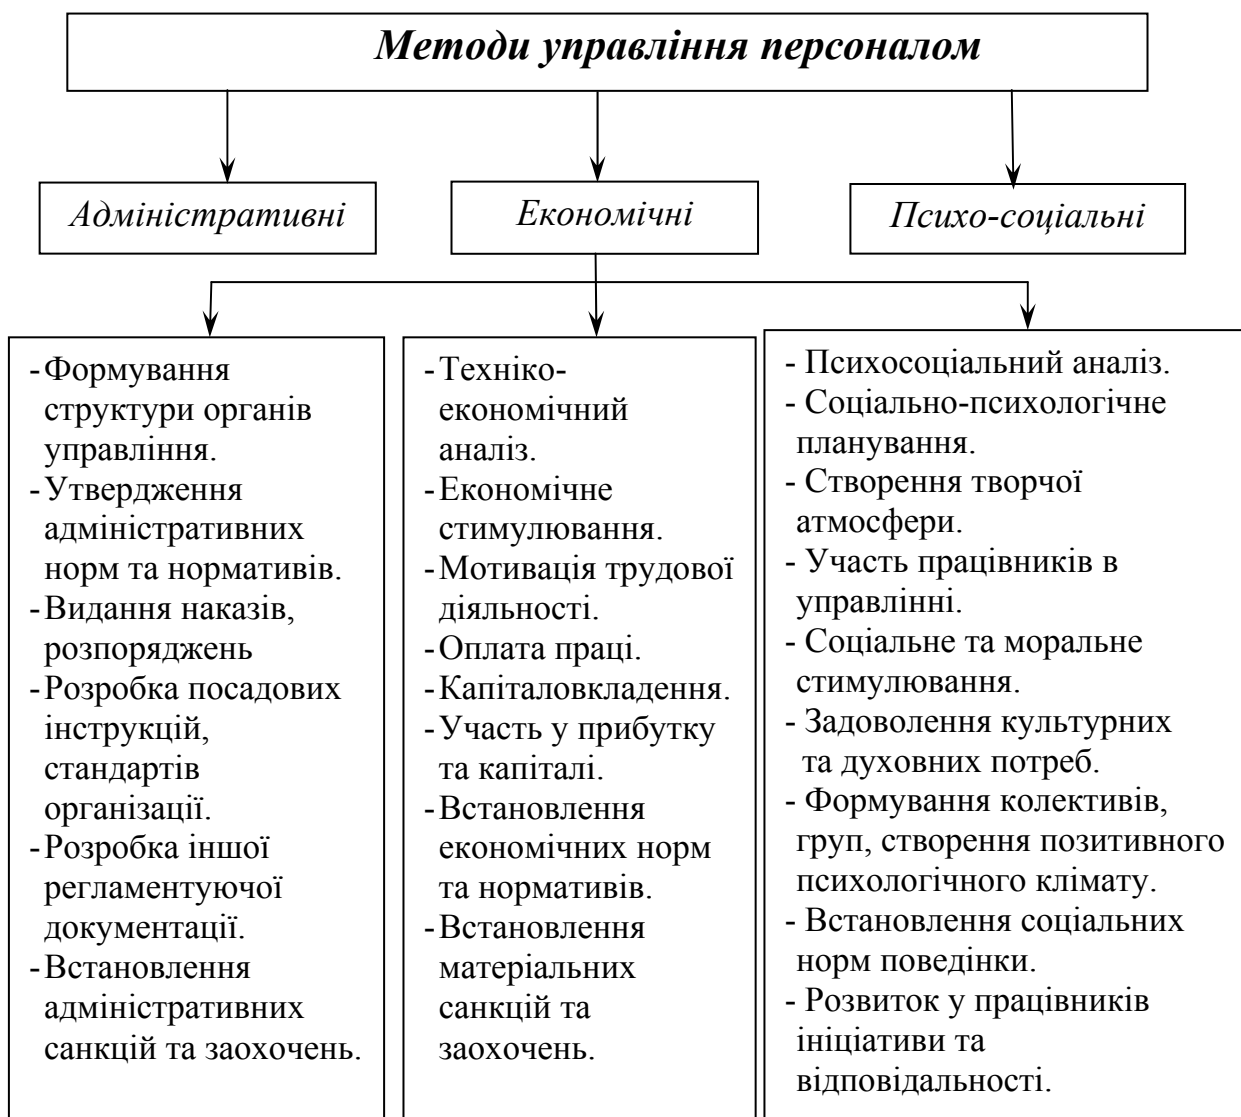 Методи управління персоналом
Адміністративні
Економічні
Психо-соціальні
-Формування
структури органів
управління.
-Утвердження
адміністративних
норм та нормативів.
-Видання наказів,
розпоряджень
-Розробка посадових
інструкцій,
стандартів
організації.
-Розробка іншої
регламентуючої
документації.
-Встановлення
адміністративних
санкцій та заохочень.
-Техніко-
економічний
аналіз.
-Економічне
стимулювання.
-Мотивація трудової
діяльності.
-Оплата праці.
-Капіталовкладення.
-Участь у прибутку
та капіталі.
-Встановлення
економічних норм
та нормативів.
-Встановлення
матеріальних
санкцій та
заохочень.
- Психосоціальний аналіз.
- Соціально-психологічне
планування.
- Створення творчої
атмосфери.
- Участь працівників в
управлінні.
- Соціальне та моральне
стимулювання.
- Задоволення культурних
та духовних потреб.
- Формування колективів,
груп, створення позитивного
психологічного клімату.
- Встановлення соціальних
норм поведінки.
- Розвиток у працівників
ініціативи та
відповідальності.